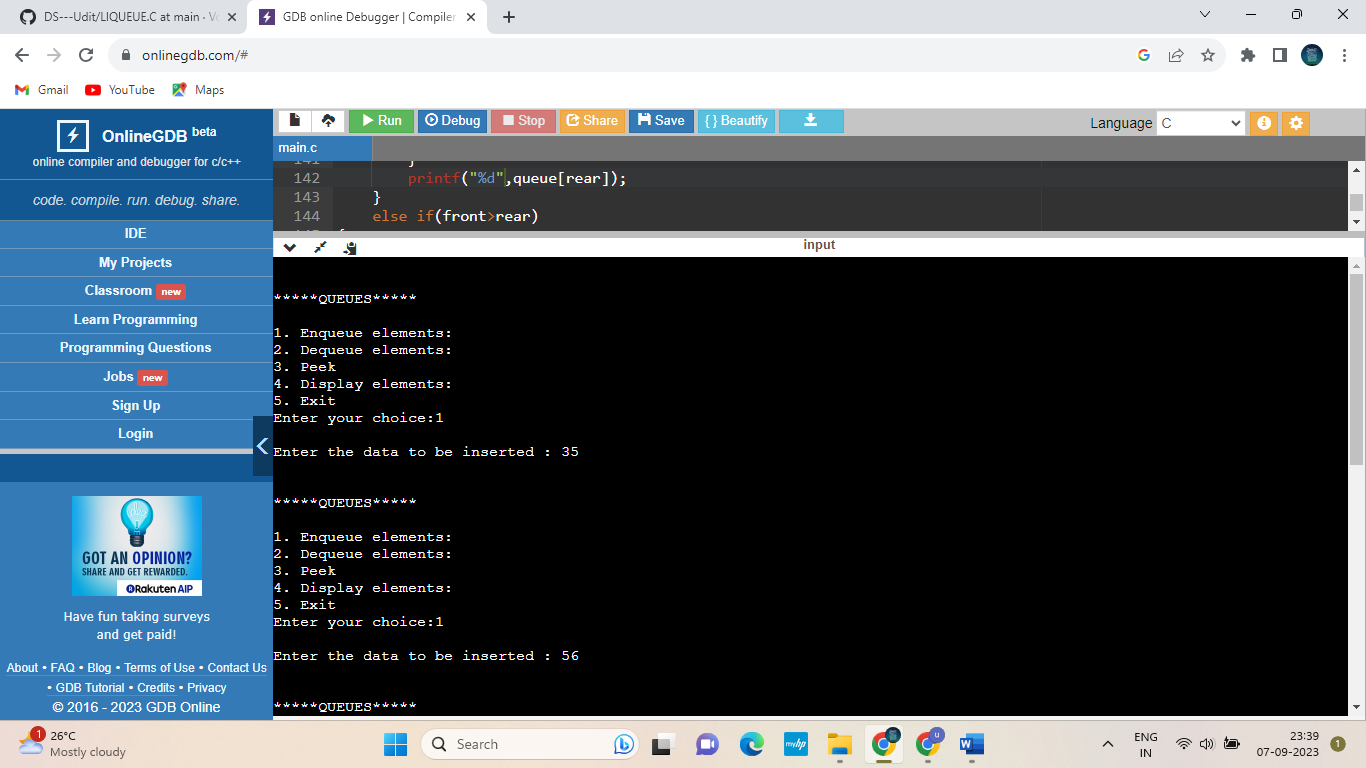 DS---Udit/LIQUEUE.C at main · Vo
GDB online Debugger | Compiler
onlinegdb.com/#
Gmail YouTube Maps
OnlineGDB beta
online compiler and debugger for c/c++
code. compile. run. debug. share.
IDE
My Projects
Classroom new
Learn Programming
Programming Questions
Jobs new
Sign Up
Login
GOT AN OPINION?
SHARE AND GET REWARDED.
Rakuten AIP
Have fun taking surveys
and get paid!
About • FAQ • Blog • Terms of Use • Contact Us
• GDB Tutorial • Credits • Privacy
© 2016 - 2023 GDB Online
Run Debug Stop Share Save { } Beautify
Language C
main.c
141 }
142 printf("%d",queue[rear]);
143 }
144 else if(front>rear)
input
*****QUEUES*****
1. Enqueue elements:
2. Dequeue elements:
3. Peek
4. Display elements:
5. Exit
Enter your choice:1
Enter the data to be inserted : 35
*****QUEUES*****
1. Enqueue elements:
2. Dequeue elements:
3. Peek
4. Display elements:
5. Exit
Enter your choice:1
Enter the data to be inserted : 56
*****QUEUES*****
1
26°C
Mostly cloudy
Search
myhp
u
ENG
IN
23:39
07-09-2023
1